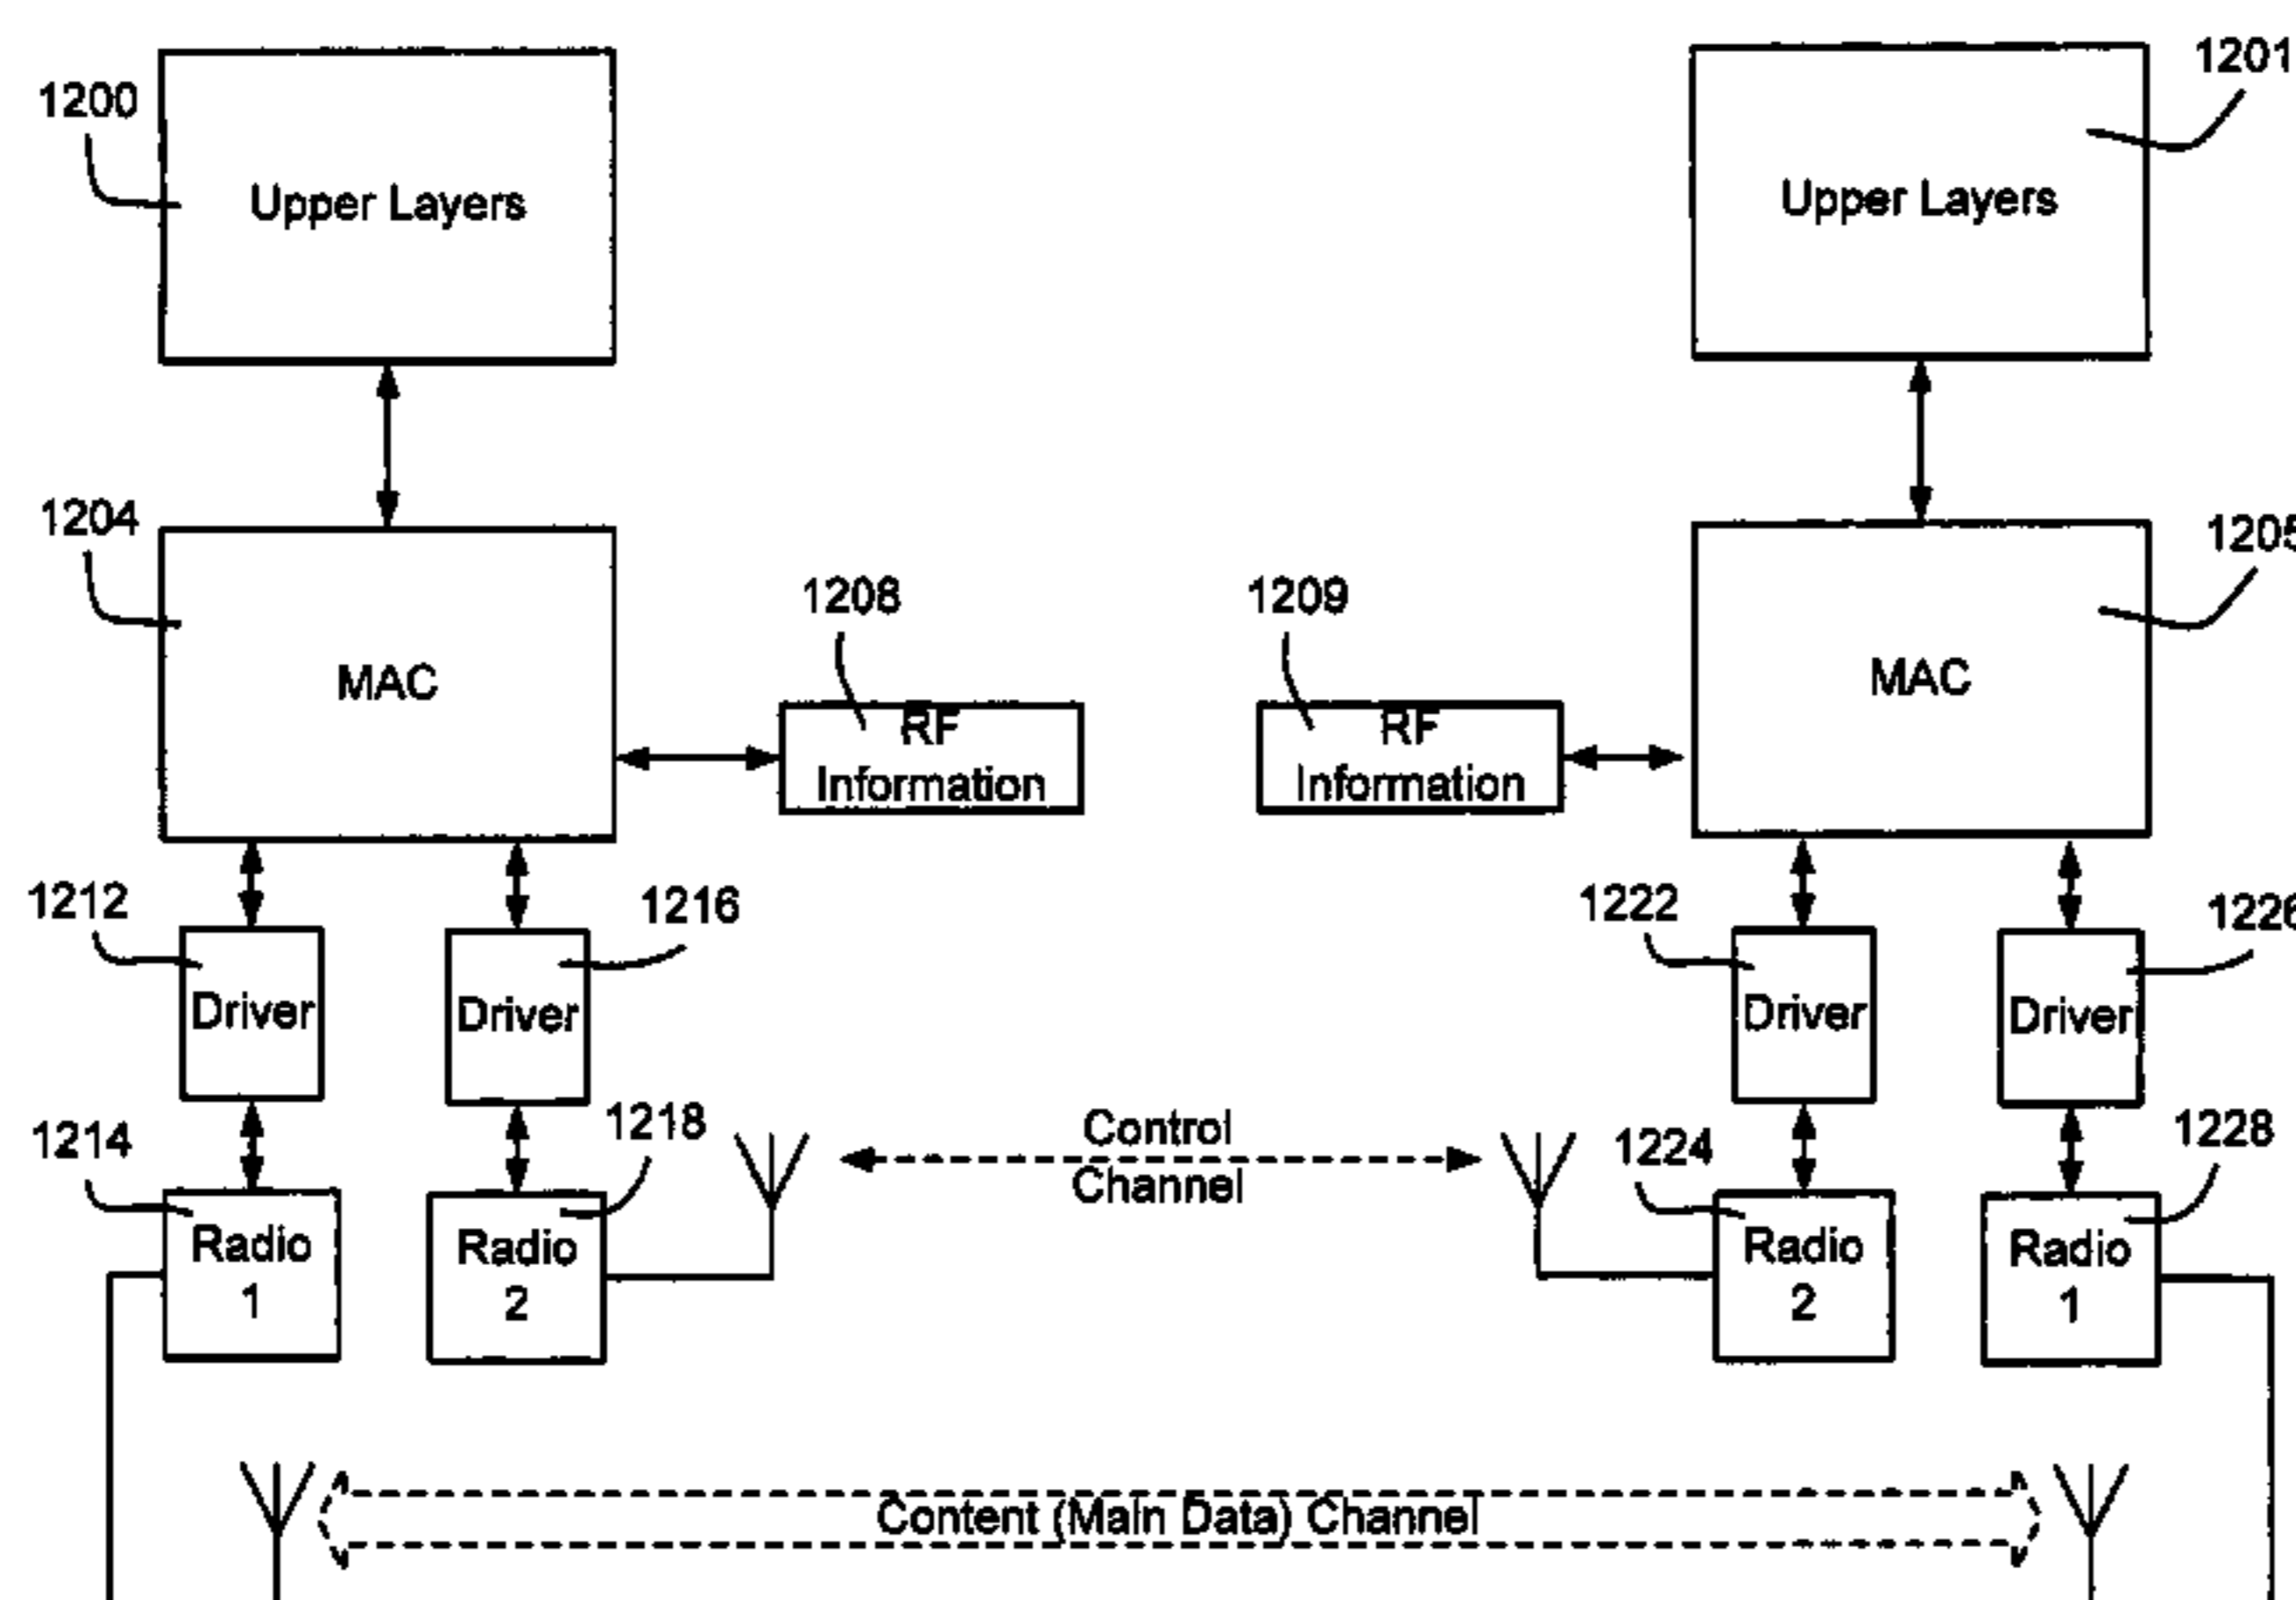 1200
Upper Layers
1201
Upper Layers
1204
MAC
1208
RF
Information
1209
RF
Information
1205
MAC
1212
Driver
1216
Driver
1222
Driver
1226
Driver
1214
Radio
1
1218
Radio
2
Control
Channel
1224
Radio
2
1228
Radio
1
Content (Main Data) Channel